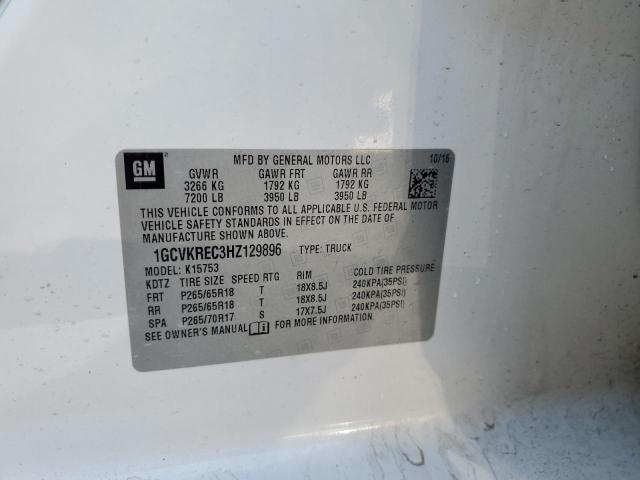 GM
MFD BY GENERAL MOTORS LLC
10/16
GVWR GAWR FRT GAWR RR
3266 KG 1792 KG 1792 KG
7200 LB 3950 LB 3950 LB
THIS VEHICLE CONFORMS TO ALL APPLICABLE U.S. FEDERAL MOTOR
VEHICLE SAFETY STANDARDS IN EFFECT ON THE DATE OF
MANUFACTURE SHOWN ABOVE.
1GCVKREC3HZ129896 TYPE: TRUCK
MODEL: K15753
KDTZ TIRE SIZE SPEED RTG RIM COLD TIRE PRESSURE
FRT P265/65R18 T 18X8.5J 240KPA(35PSI)
RR P265/65R18 T 18X8.5J 240KPA(35PSI)
SPA P265/70R17 S 17X7.5J 240KPA(35PSI)
SEE OWNER'S MANUAL FOR MORE INFORMATION.